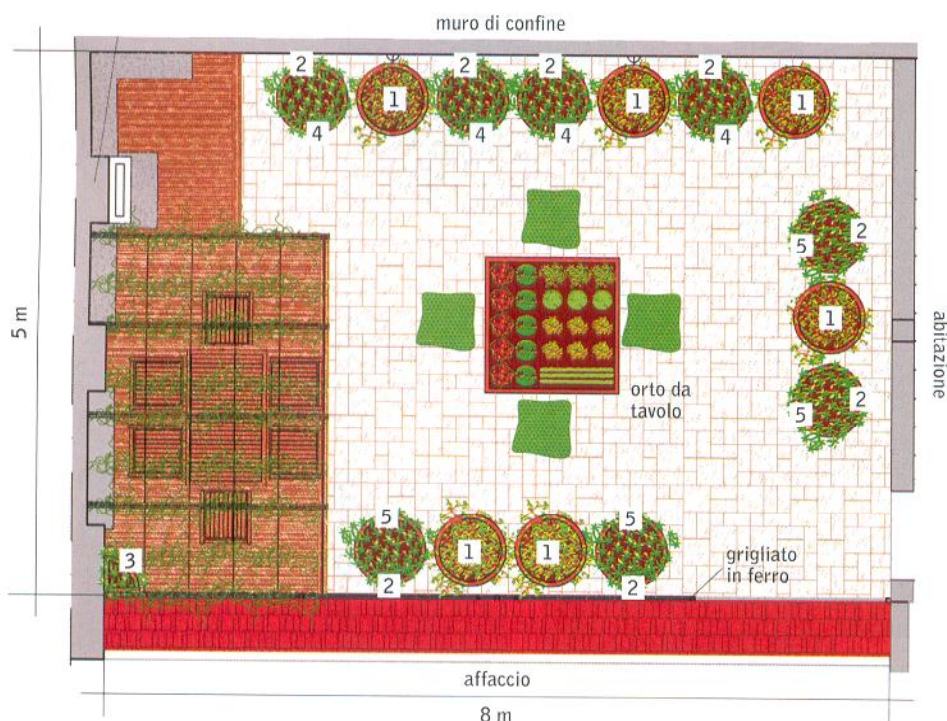 muro di confine
2 2 2 2
1 1 1
4 4 4 4
5 2
5 m
1
abitazione
orto da
tavolo
5 2
5 5
1 1
grigliato
in ferro
3
2 2
affaccio
8 m